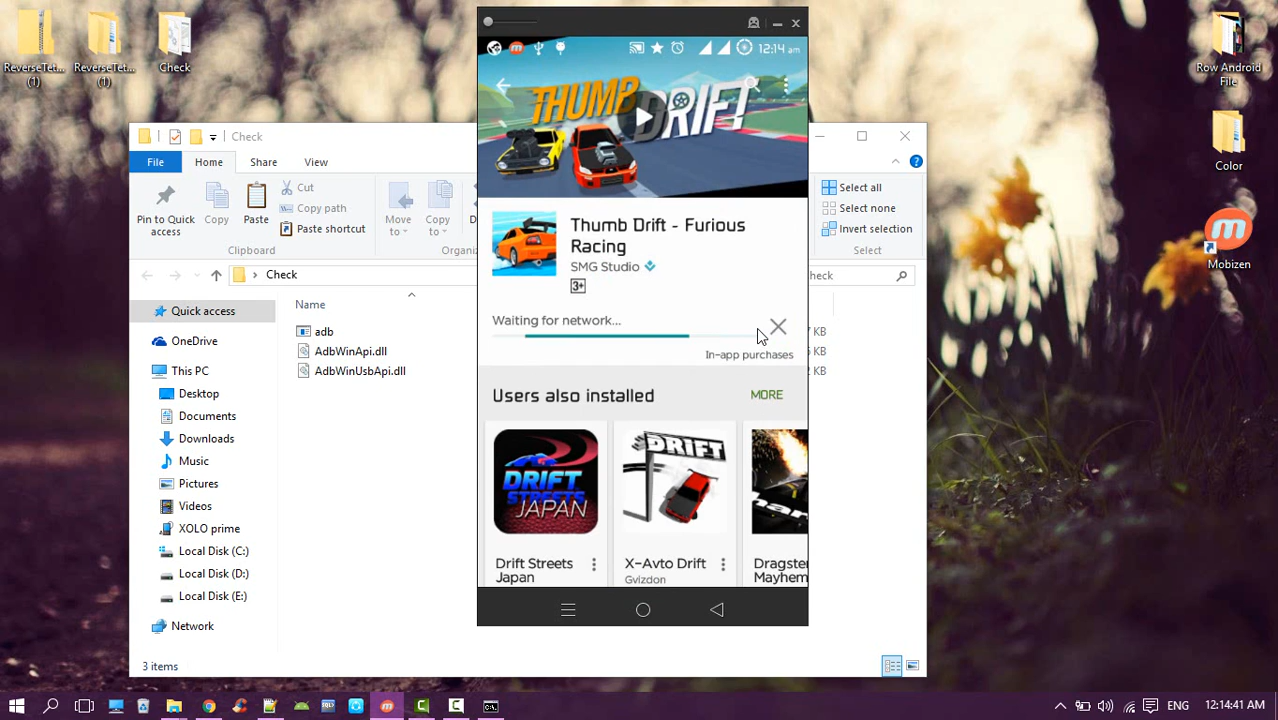 ReverseTet...
(1)
ReverseTet...
(1)
Check
Row Android
File
Color
Mobizen
Check
File
Home
Share
View
Pin to Quick
access
Copy
Paste
Cut
Copy path
Paste shortcut
Clipboard
Move
to
Copy
to
Organi
Select all
Select none
Invert selection
Select
Check
heck
Quick access
OneDrive
This PC
Desktop
Documents
Downloads
Music
Pictures
Videos
XOLO prime
Local Disk (C:)
Local Disk (D:)
Local Disk (E:)
Network
Name
adb
AdbWinApi.dll
AdbWinUsbApi.dll
KB
KB
KB
3 items
12:14 am
THUMB DRIFT
Thumb Drift - Furious
Racing
SMG Studio
3+
Waiting for network...
In-app purchases
Users also installed
MORE
DRIFT
STREETS
JAPAN
Drift Streets
Japan
DRIFT
X-Avto Drift
Gvizdon
Dragster
Mayhem
ENG
12:14:41 AM